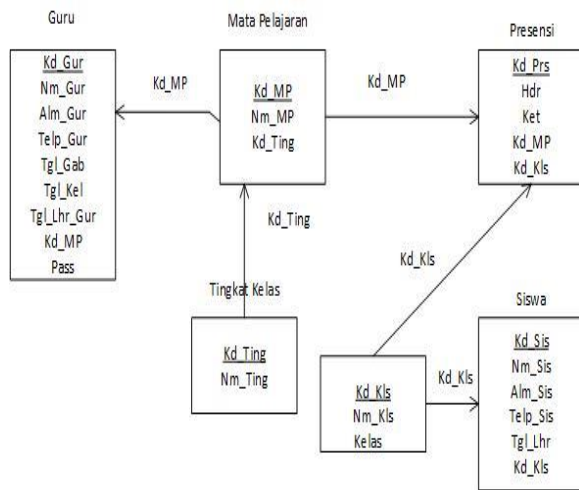 Guru
Kd_Gur
Nm_Gur
Alm_Gur
Telp_Gur
Tgl_Gab
Tgl_Kel
Tgl_Lhr_Gur
Kd_MP
Pass
Kd_MP
Mata Pelajaran
Kd_MP
Nm_MP
Kd_Ting
Kd_MP
Presensi
Kd_Prs
Hdr
Ket
Kd_MP
Kd_Kls
Kd_Ting
Tingkat Kelas
Kd_Ting
Nm_Ting
Kd_Kls
Kd_Kls
Nm_Kls
Kelas
Kd_Kls
Siswa
Kd_Sis
Nm_Sis
Alm_Sis
Telp_Sis
Tgl_Lhr
Kd_Kls